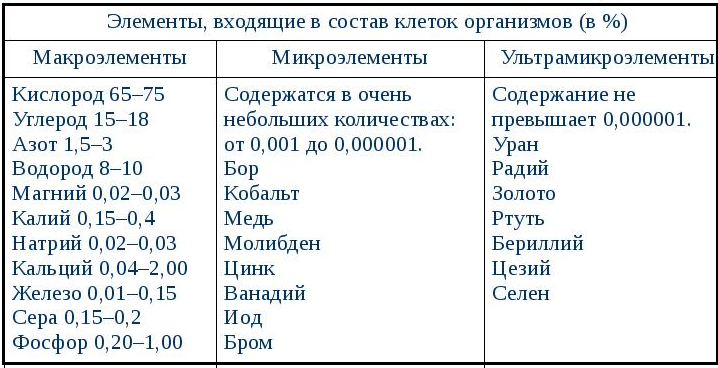 Элементы, входящие в состав клеток организмов (в %)
Макроэлементы
Микроэлементы
Ультрамикроэлементы
Кислород 65–75
Углерод 15–18
Азот 1,5–3
Водород 8–10
Магний 0,02–0,03
Калий 0,15–0,4
Натрий 0,02–0,03
Кальций 0,04–2,00
Железо 0,01–0,15
Сера 0,15–0,2
Фосфор 0,20–1,00
Содержатся в очень
небольших количествах:
от 0,001 до 0,000001.
Бор
Кобальт
Медь
Молибден
Цинк
Ванадий
Иод
Бром
Содержание не
превышает 0,000001.
Уран
Радий
Золото
Ртуть
Бериллий
Цезий
Селен